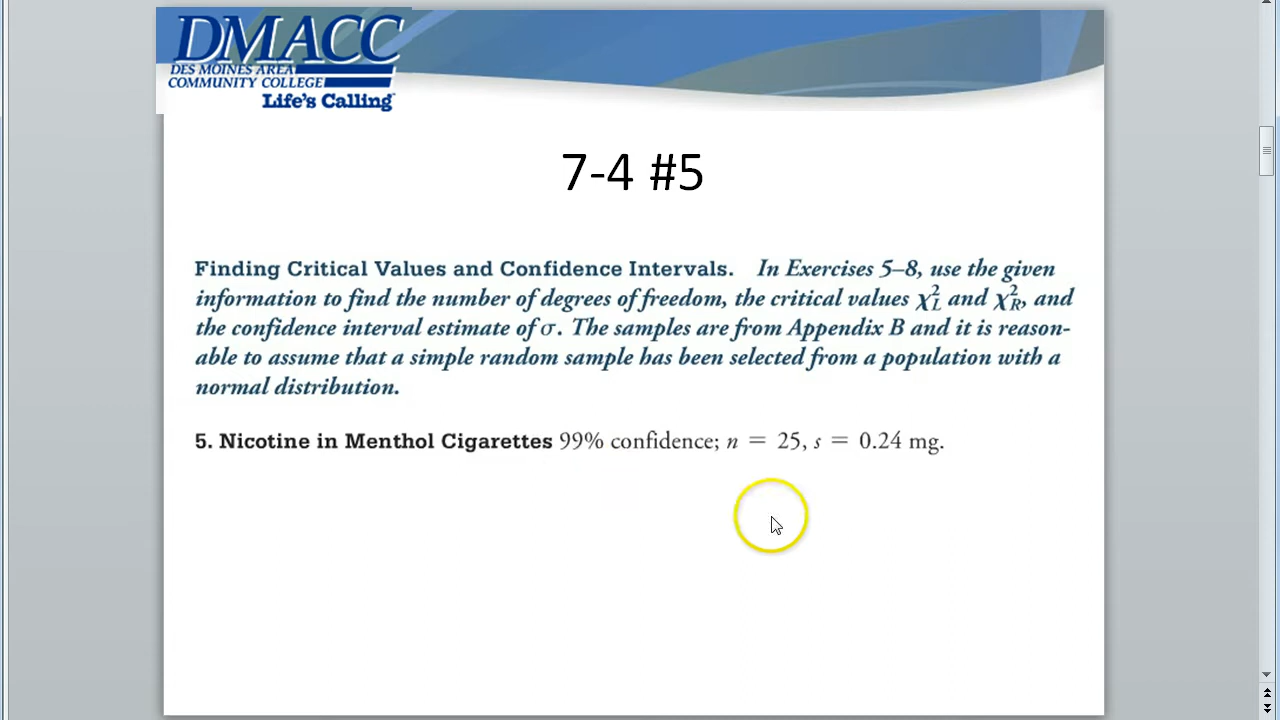 DMACC
DES MOINES AREA
COMMUNITY COLLEGE
Life's Calling
7-4 #5
Finding Critical Values and Confidence Intervals. In Exercises 5–8, use the given
information to find the number of degrees of freedom, the critical values χ²L and χ²R, and
the confidence interval estimate of σ. The samples are from Appendix B and it is reason-
able to assume that a simple random sample has been selected from a population with a
normal distribution.
5. Nicotine in Menthol Cigarettes 99% confidence; n = 25, s = 0.24 mg.